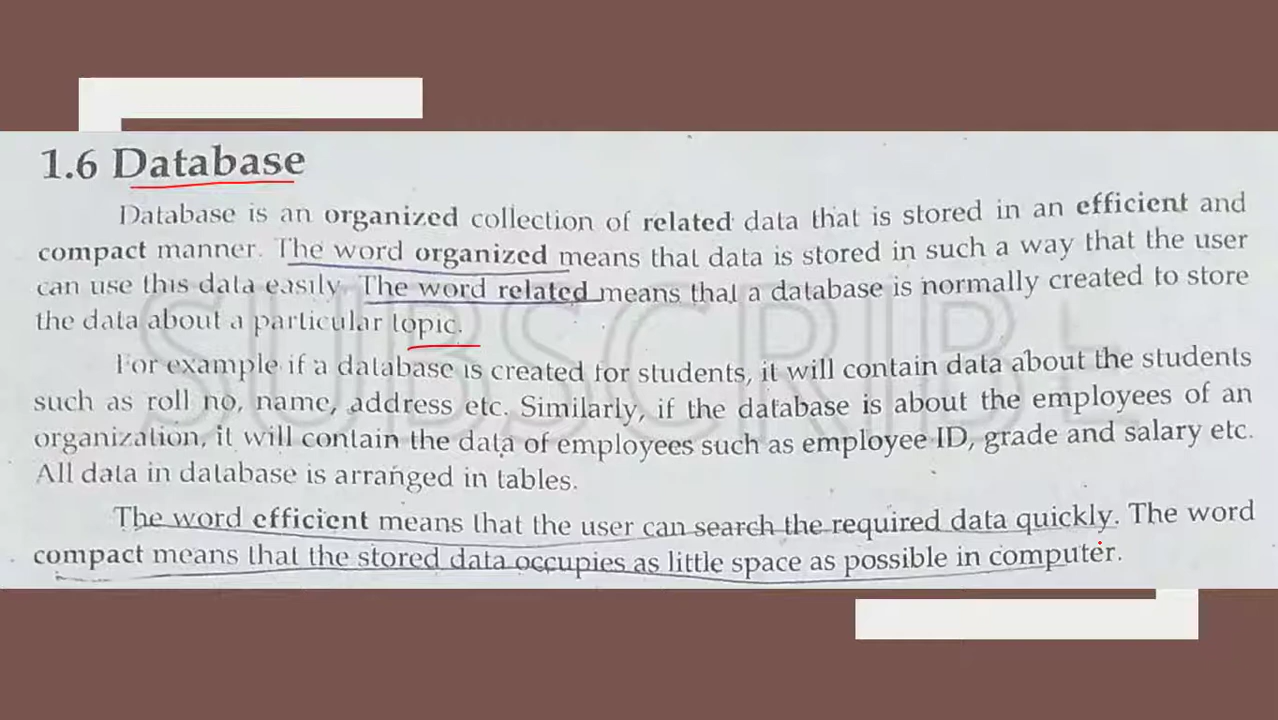 1.6 Database
Database is an organized collection of related data that is stored in an efficient and
compact manner. The word organized means that data is stored in such a way that the user
can use this data easily. The word related means that a database is normally created to store
the data about a particular topic.
For example if a database is created for students, it will contain data about the students
such as roll no, name, address etc. Similarly, if the database is about the employees of an
organization, it will contain the data of employees such as employee ID, grade and salary etc.
All data in database is arranged in tables.
The word efficient means that the user can search the required data quickly. The word
compact means that the stored data occupies as little space as possible in computer.
SUBSCRIBE